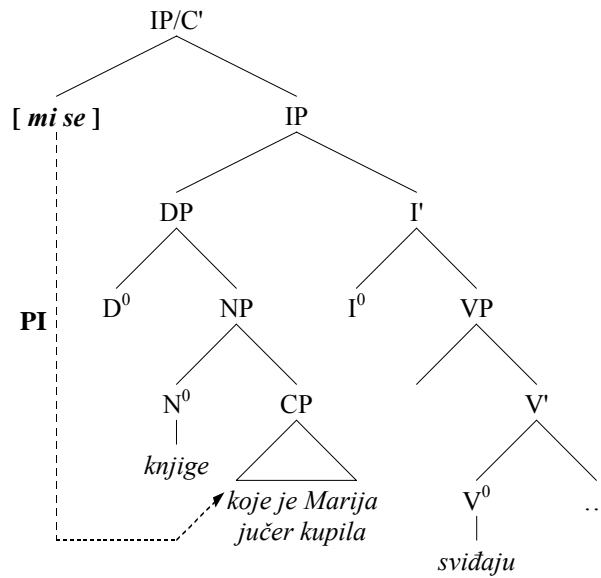 IP/C'
[ mi se ] IP
DP I'
PI D⁰ NP I⁰ VP
N⁰ CP V'
knjige koje je Marija V⁰ ..
jučer kupila
sviđaju